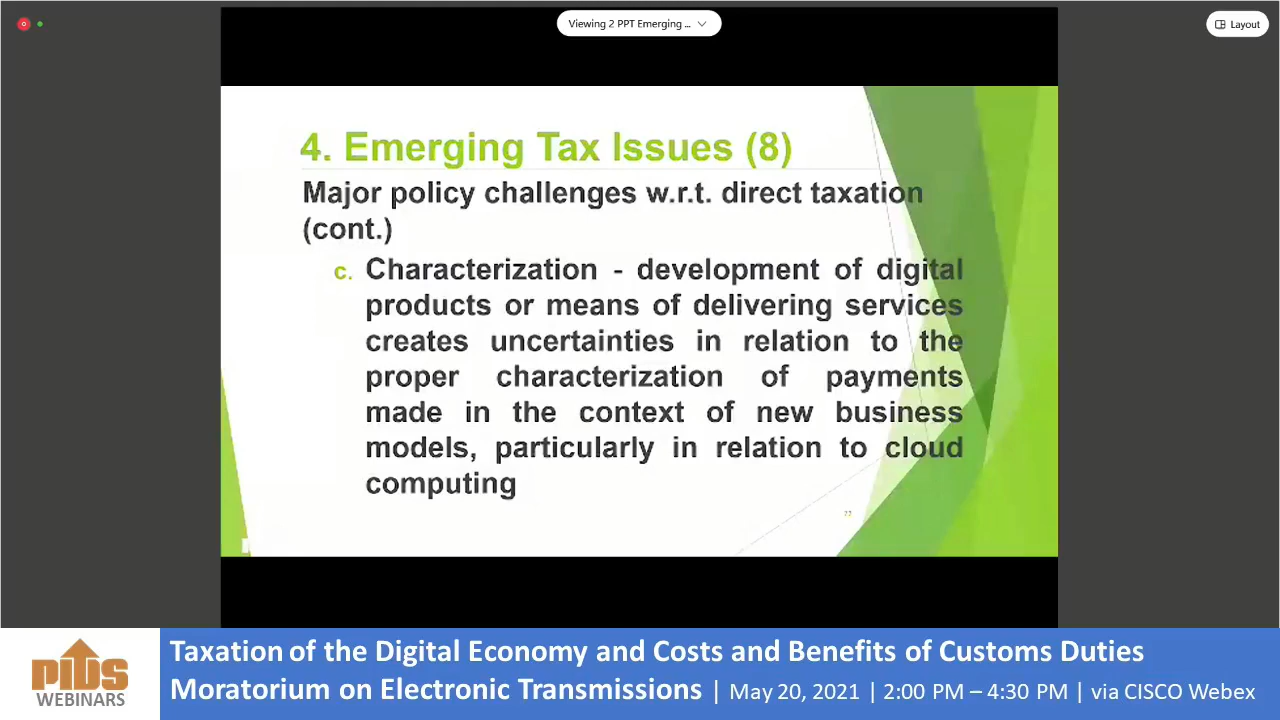 Viewing 2 PPT Emerging ...
Layout
4. Emerging Tax Issues (8)
Major policy challenges w.r.t. direct taxation
(cont.)
c. Characterization - development of digital
products or means of delivering services
creates uncertainties in relation to the
proper characterization of payments
made in the context of new business
models, particularly in relation to cloud
computing
77
PIDS
WEBINARS
Taxation of the Digital Economy and Costs and Benefits of Customs Duties
Moratorium on Electronic Transmissions | May 20, 2021 | 2:00 PM – 4:30 PM | via CISCO Webex